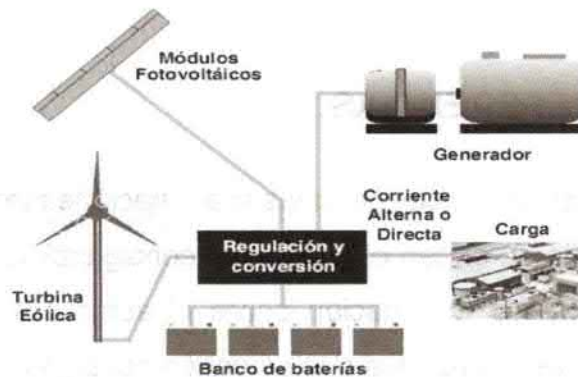 Módulos
Fotovoltáicos
Generador
Corriente
Alterna o
Directa
Carga
Regulación y
conversión
Turbina
Eólica
Banco de baterías